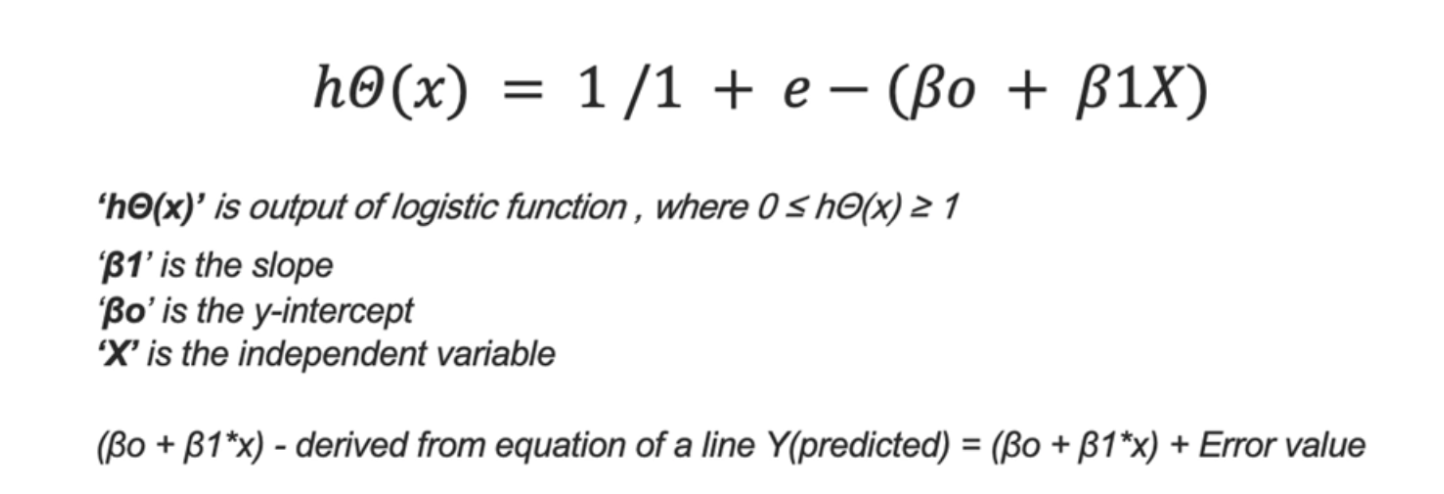 hΘ(x) = 1 /1 + e − (βo + β1X)
‘hΘ(x)’ is output of logistic function , where 0 ≤ hΘ(x) ≥ 1
‘β1’ is the slope
‘βo’ is the y-intercept
‘X’ is the independent variable
(βo + β1*x) - derived from equation of a line Y(predicted) = (βo + β1*x) + Error value